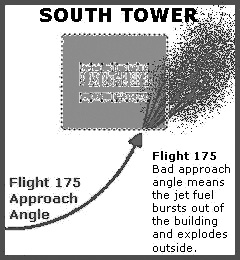 SOUTH TOWER
Flight 175
Approach
Angle
Flight 175
Bad approach
angle means
the jet fuel
bursts out of
the building
and explodes
outside.